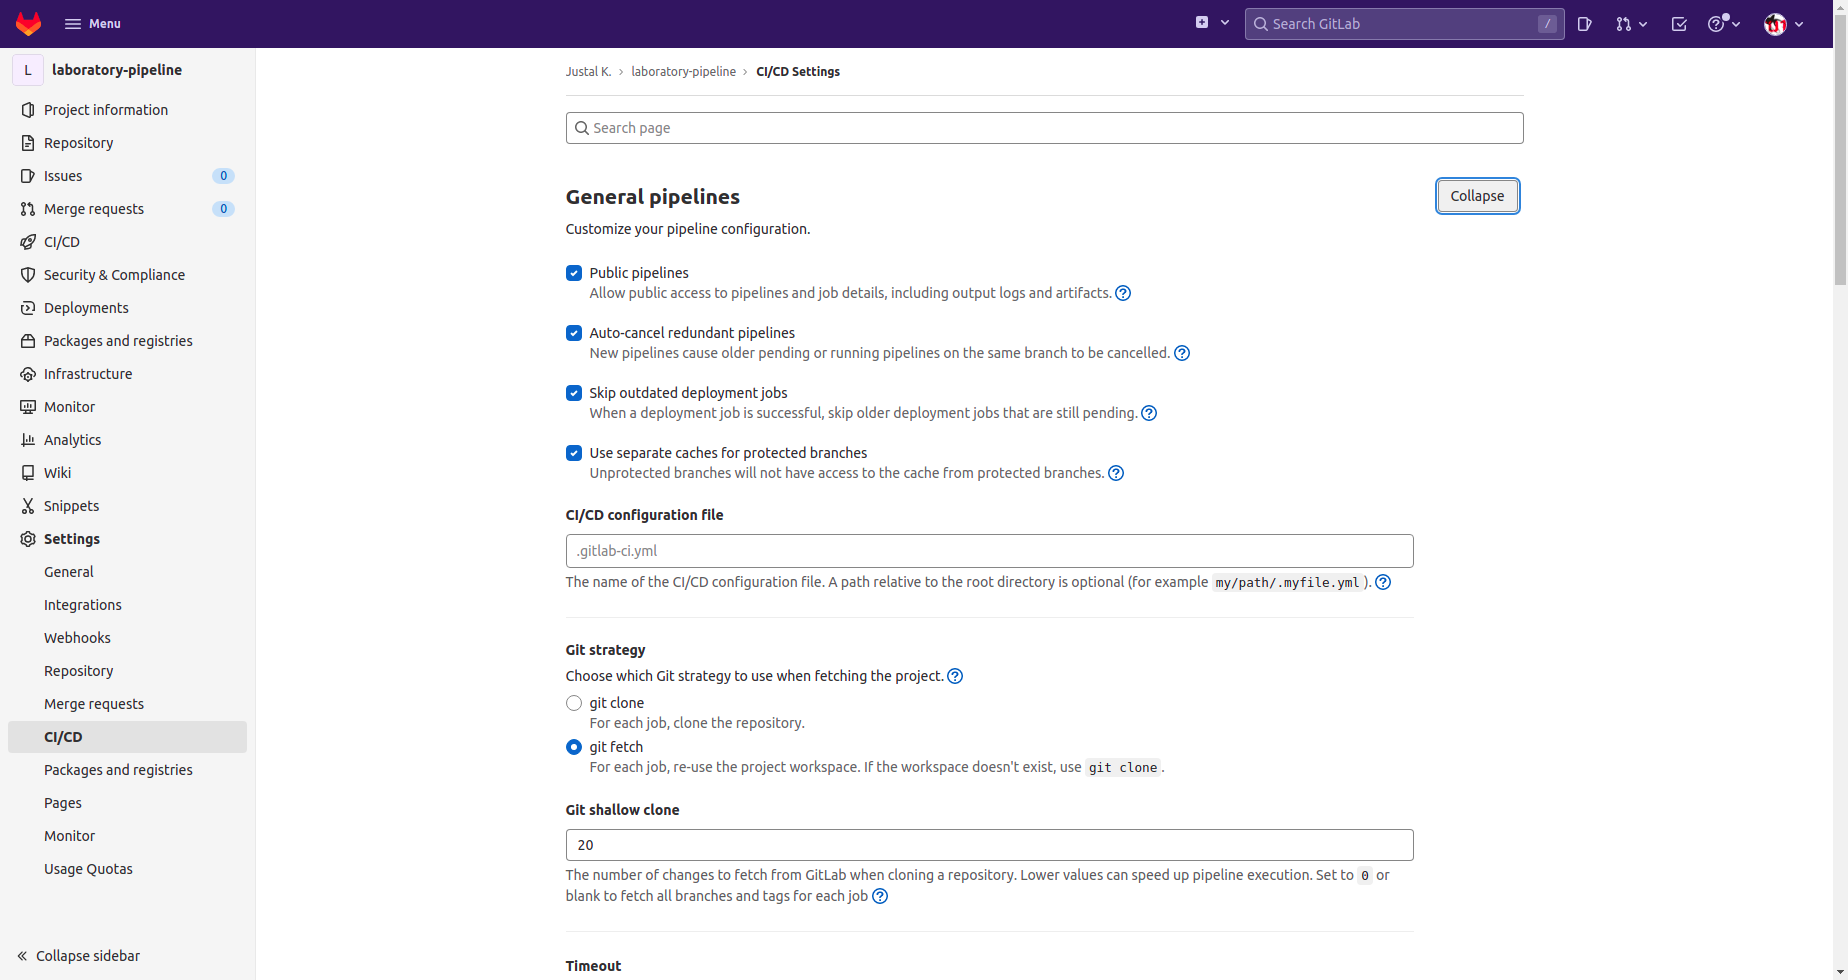 Menu
Search GitLab /
L laboratory-pipeline
Project information
Repository
Issues 0
Merge requests 0
CI/CD
Security & Compliance
Deployments
Packages and registries
Infrastructure
Monitor
Analytics
Wiki
Snippets
Settings
General
Integrations
Webhooks
Repository
Merge requests
CI/CD
Packages and registries
Pages
Monitor
Usage Quotas
Collapse sidebar
Justal K. › laboratory-pipeline › CI/CD Settings
Search page
General pipelines
Collapse
Customize your pipeline configuration.
Public pipelines
Allow public access to pipelines and job details, including output logs and artifacts.
Auto-cancel redundant pipelines
New pipelines cause older pending or running pipelines on the same branch to be cancelled.
Skip outdated deployment jobs
When a deployment job is successful, skip older deployment jobs that are still pending.
Use separate caches for protected branches
Unprotected branches will not have access to the cache from protected branches.
CI/CD configuration file
.gitlab-ci.yml
The name of the CI/CD configuration file. A path relative to the root directory is optional (for example my/path/.myfile.yml ).
Git strategy
Choose which Git strategy to use when fetching the project.
git clone
For each job, clone the repository.
git fetch
For each job, re-use the project workspace. If the workspace doesn't exist, use git clone .
Git shallow clone
20
The number of changes to fetch from GitLab when cloning a repository. Lower values can speed up pipeline execution. Set to 0 or
blank to fetch all branches and tags for each job
Timeout